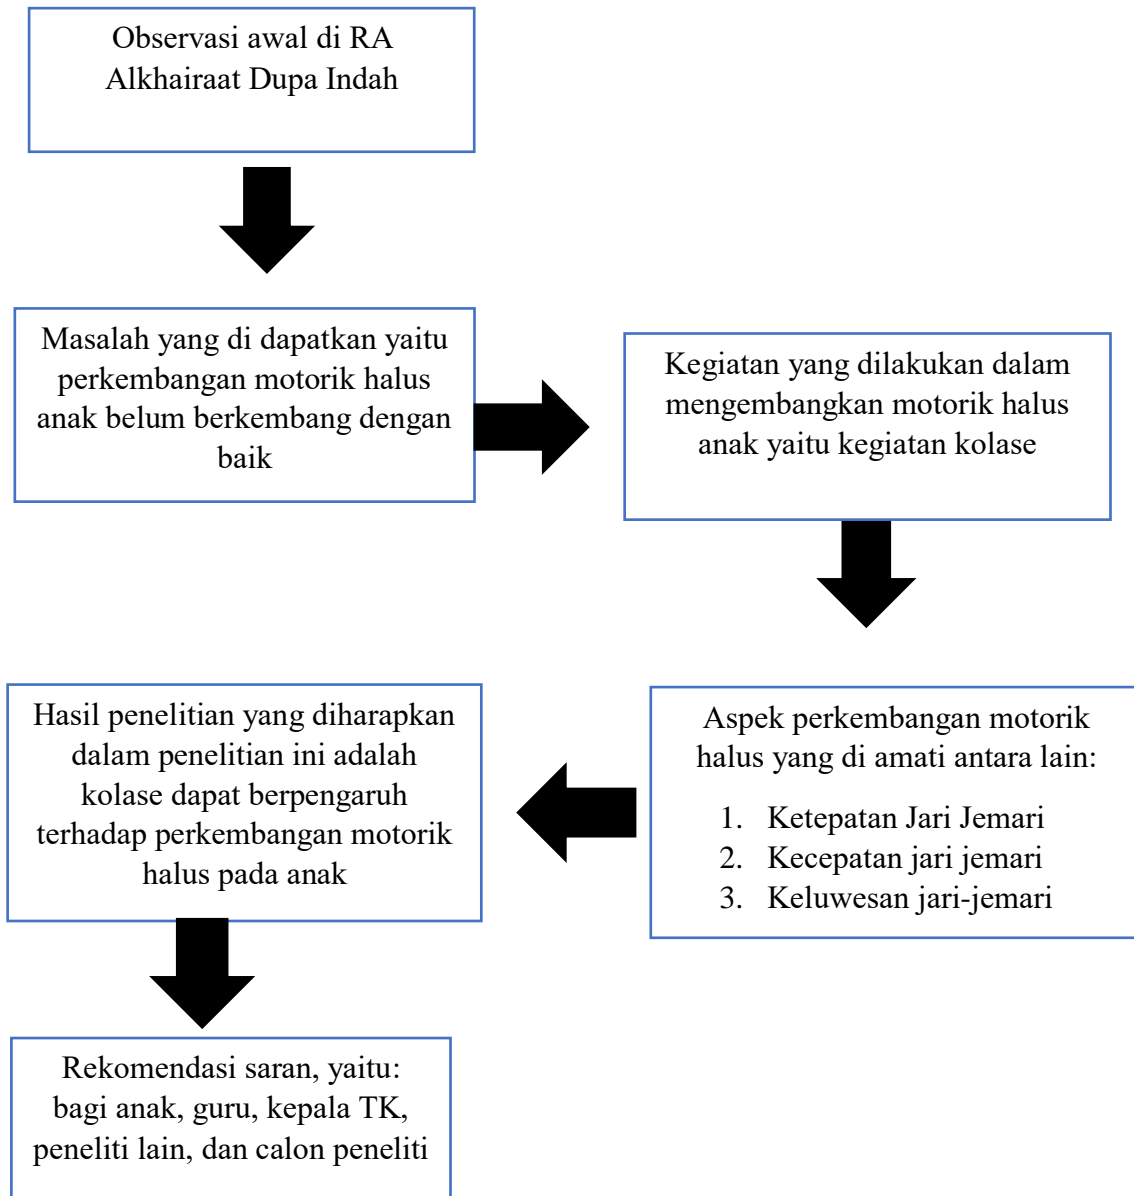 Observasi awal di RA
Alkhairaat Dupa Indah
Masalah yang di dapatkan yaitu
perkembangan motorik halus
anak belum berkembang dengan
baik
Kegiatan yang dilakukan dalam
mengembangkan motorik halus
anak yaitu kegiatan kolase
Aspek perkembangan motorik
halus yang di amati antara lain:
1. Ketepatan Jari Jemari
2. Kecepatan jari jemari
3. Keluwesan jari-jemari
Hasil penelitian yang diharapkan
dalam penelitian ini adalah
kolase dapat berpengaruh
terhadap perkembangan motorik
halus pada anak
Rekomendasi saran, yaitu:
bagi anak, guru, kepala TK,
peneliti lain, dan calon peneliti